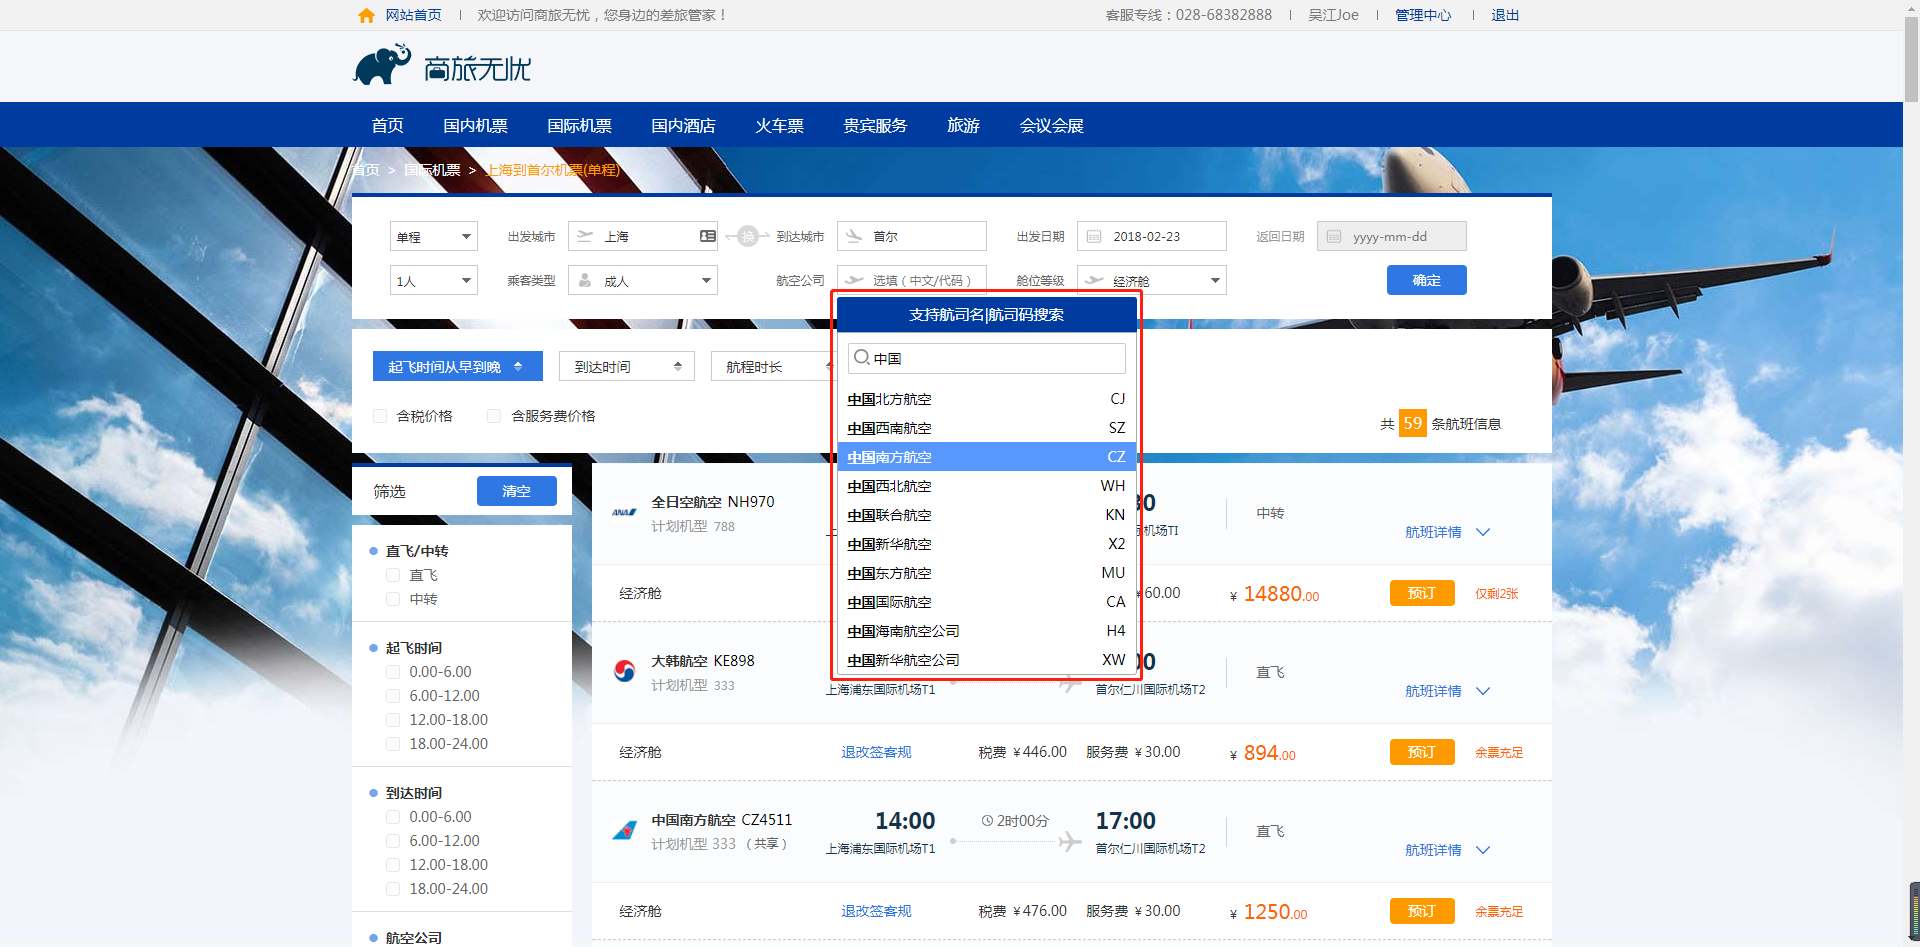 网站首页 | 欢迎访问商旅无忧，您身边的差旅管家！
客服专线：028-68382888 | 吴江Joe | 管理中心 | 退出
商旅无忧
首页 国内机票 国际机票 国内酒店 火车票 贵宾服务 旅游 会议会展
首页 > 国际机票 > 上海到首尔机票(单程)
单程 出发城市 上海 换 到达城市 首尔 出发日期 2018-02-23 返回日期 yyyy-mm-dd
1人 乘客类型 成人 航空公司 选填（中文/代码） 舱位等级 经济舱 确定
支持航司名|航司码搜索
中国
中国北方航空 CJ
中国西南航空 SZ
中国南方航空 CZ
中国西北航空 WH
中国联合航空 KN
中国新华航空 X2
中国东方航空 MU
中国国际航空 CA
中国海南航空公司 H4
中国新华航空公司 XW
起飞时间从早到晚 到达时间 航程时长
含税价格 含服务费价格
共 59 条航班信息
筛选 清空
直飞/中转
直飞
中转
起飞时间
0.00-6.00
6.00-12.00
12.00-18.00
18.00-24.00
到达时间
0.00-6.00
6.00-12.00
12.00-18.00
18.00-24.00
航空公司
ANA 全日空航空 NH970
计划机型 788
机场TI
中转
航班详情
经济舱 60.00 ¥ 14880.00 预订 仅剩2张
大韩航空 KE898
计划机型 333
上海浦东国际机场T1 首尔仁川国际机场T2
直飞
航班详情
经济舱 退改签客规 税费 ¥446.00 服务费 ¥30.00 ¥ 894.00 预订 余票充足
中国南方航空 CZ4511
计划机型 333 （共享）
14:00 2时00分 17:00
上海浦东国际机场T1 首尔仁川国际机场T2
直飞
航班详情
经济舱 退改签客规 税费 ¥476.00 服务费 ¥30.00 ¥ 1250.00 预订 余票充足